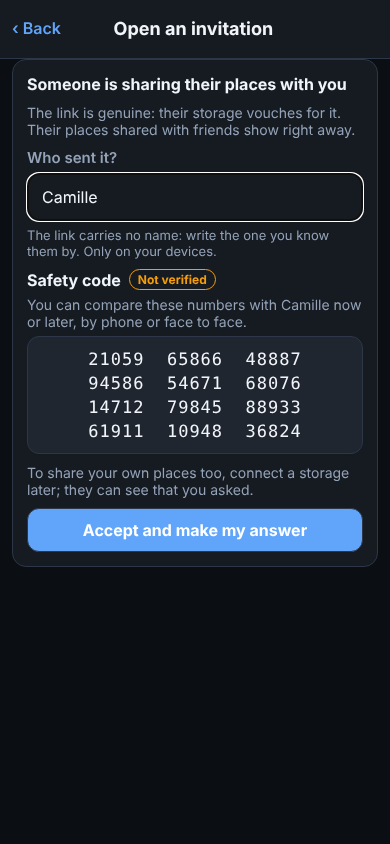 ‹ Back
Open an invitation
Someone is sharing their places with you
The link is genuine: their storage vouches for it.
Their places shared with friends show right away.
Who sent it?
Camille
The link carries no name: write the one you know
them by. Only on your devices.
Safety code Not verified
You can compare these numbers with Camille now
or later, by phone or face to face.
21059 65866 48887
94586 54671 68076
14712 79845 88933
61911 10948 36824
To share your own places too, connect a storage
later; they can see that you asked.
Accept and make my answer